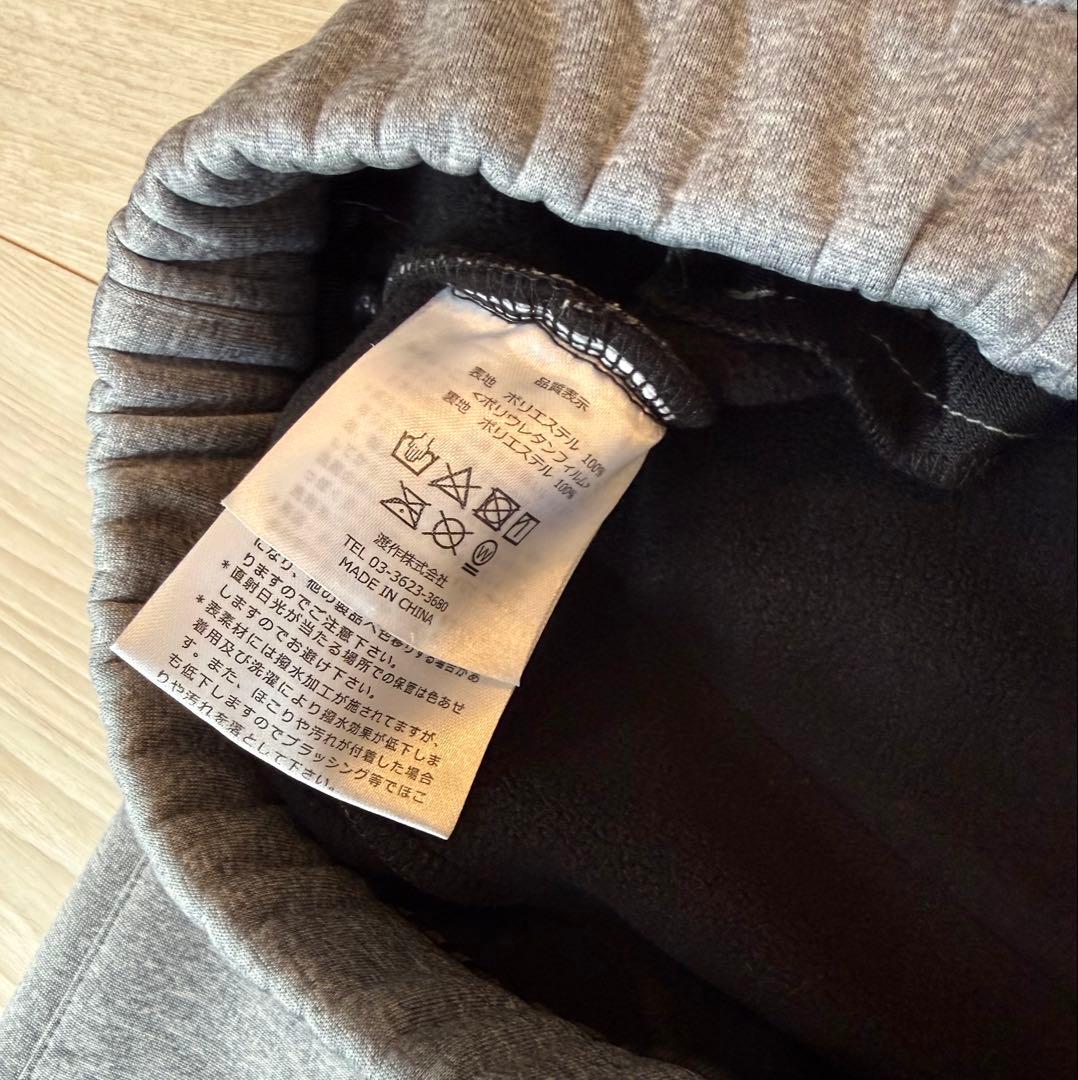 品質表示
表地 ポリエステル 100%
<ポリウレタンフィルム>
裏地 ポリエステル 100%
W
渡作株式会社
TEL 03-3623-3680
MADE IN CHINA
になり、他の製品へ色移りする場合があ
りますのでご注意下さい。
*直射日光が当たる場所での保管は色あせ
しますのでお避け下さい。
*表素材には撥水加工が施されてますが、
着用及び洗濯により撥水効果が低下しま
す。また、ほこりや汚れが付着した場合
も低下しますのでブラッシング等でほこ
りや汚れを落として下さい。